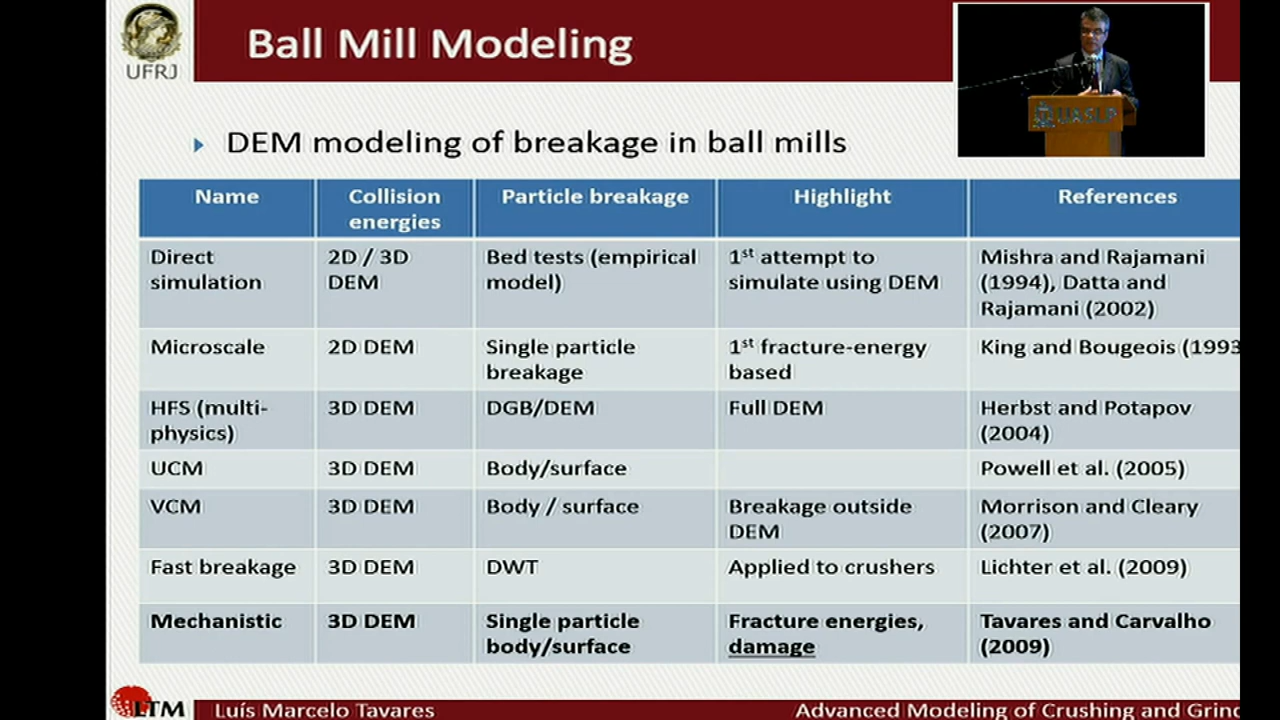 UFRJ
Ball Mill Modeling
UASLP
DEM modeling of breakage in ball mills
Name Collision energies Particle breakage Highlight References
Direct simulation 2D / 3D DEM Bed tests (empirical model) 1st attempt to simulate using DEM Mishra and Rajamani (1994), Datta and Rajamani (2002)
Microscale 2D DEM Single particle breakage 1st fracture-energy based King and Bougeois (1993
HFS (multi-physics) 3D DEM DGB/DEM Full DEM Herbst and Potapov (2004)
UCM 3D DEM Body/surface Powell et al. (2005)
VCM 3D DEM Body / surface Breakage outside DEM Morrison and Cleary (2007)
Fast breakage 3D DEM DWT Applied to crushers Lichter et al. (2009)
Mechanistic 3D DEM Single particle body/surface Fracture energies, damage Tavares and Carvalho (2009)
LTM Luís Marcelo Tavares Advanced Modeling of Crushing and Grind